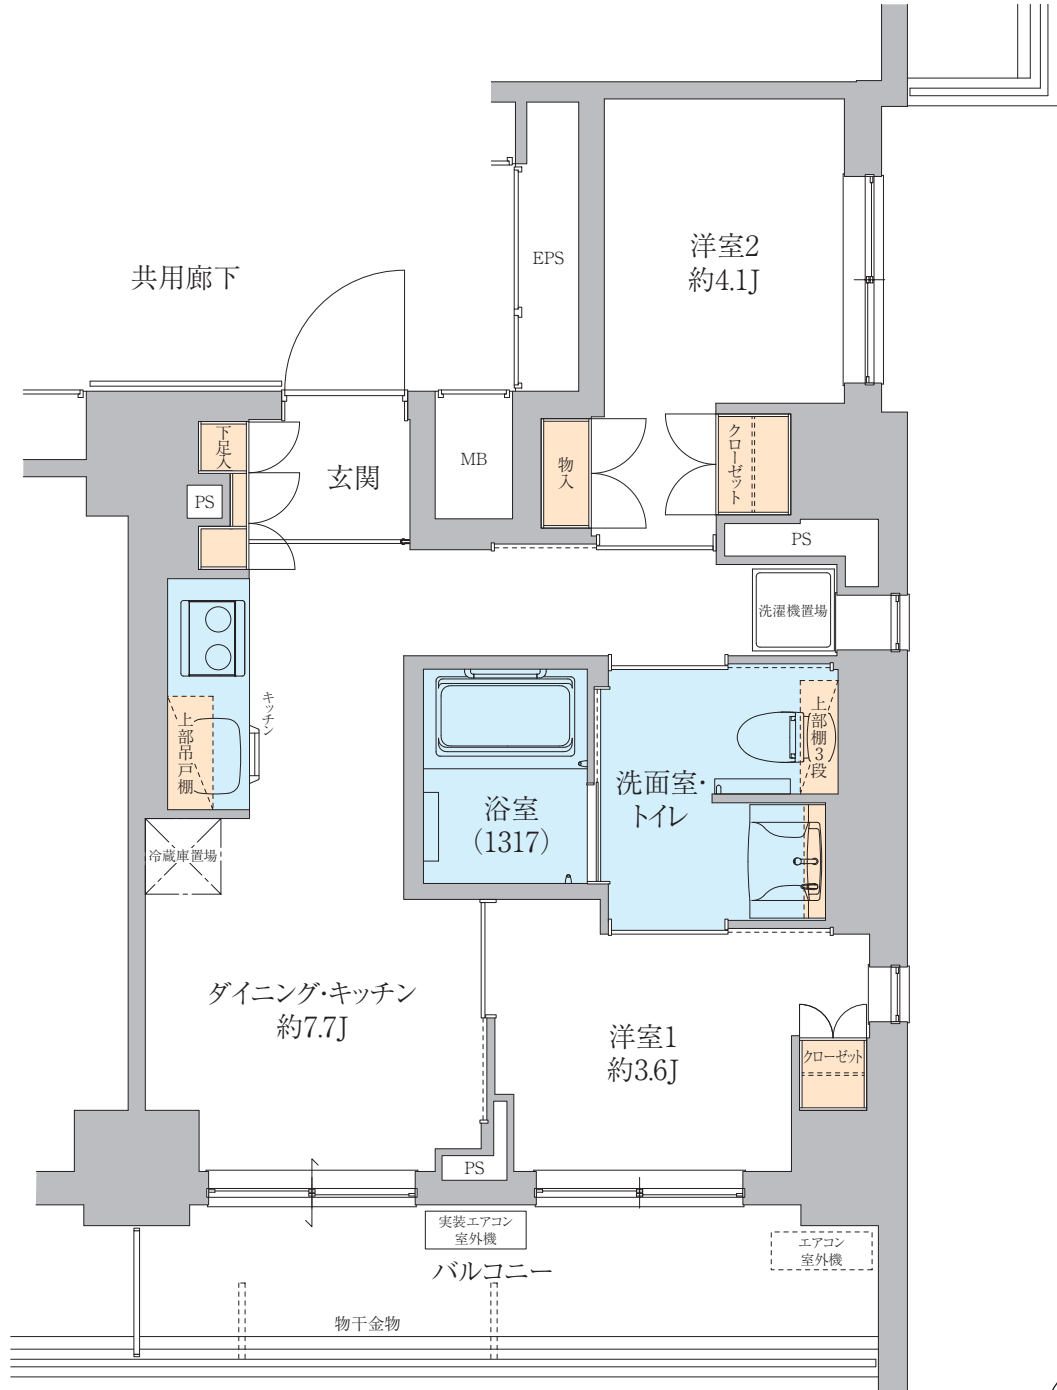 洋室2
約4.1J
EPS
共用廊下
下足入
玄関
MB
物入
クローゼット
PS
PS
洗濯機置場
キッチン
上部吊戸棚
上部棚3段
洗面室・
トイレ
浴室
(1317)
冷蔵庫置場
ダイニング・キッチン
約7.7J
洋室1
約3.6J
クローゼット
PS
実装エアコン
室外機
エアコン
室外機
バルコニー
物干金物